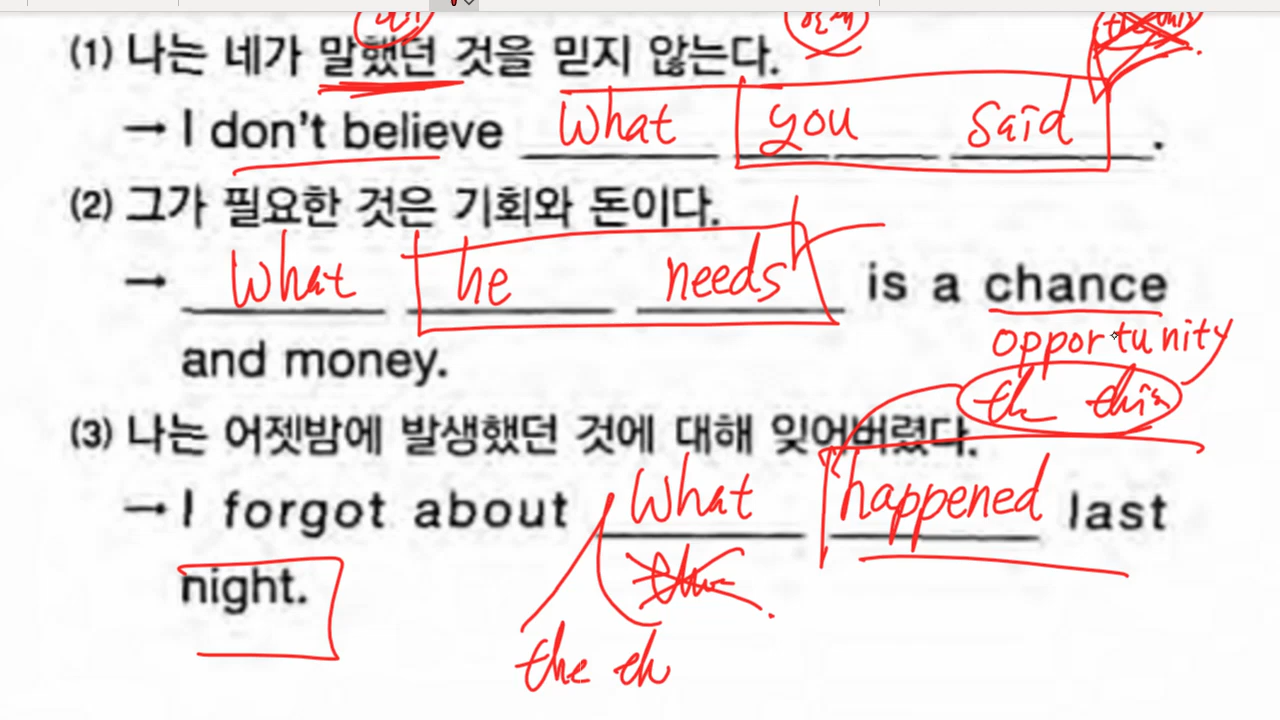 (1) 나는 네가 말했던 것을 믿지 않는다.
→ I don't believe What you said.
(2) 그가 필요한 것은 기회와 돈이다.
→ What he needs is a chance
opportunity
and money.
(3) 나는 어젯밤에 발생했던 것에 대해 잊어버렸다.
→ I forgot about What happened last
night.
the th